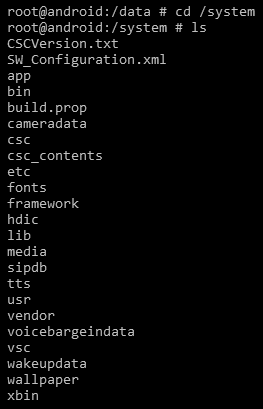 root@android:/data # cd /system
root@android:/system # ls
CSCVersion.txt
SW_Configuration.xml
app
bin
build.prop
cameradata
csc
csc_contents
etc
fonts
framework
hdic
lib
media
sipdb
tts
usr
vendor
voicebargeindata
vsc
wakeupdata
wallpaper
xbin